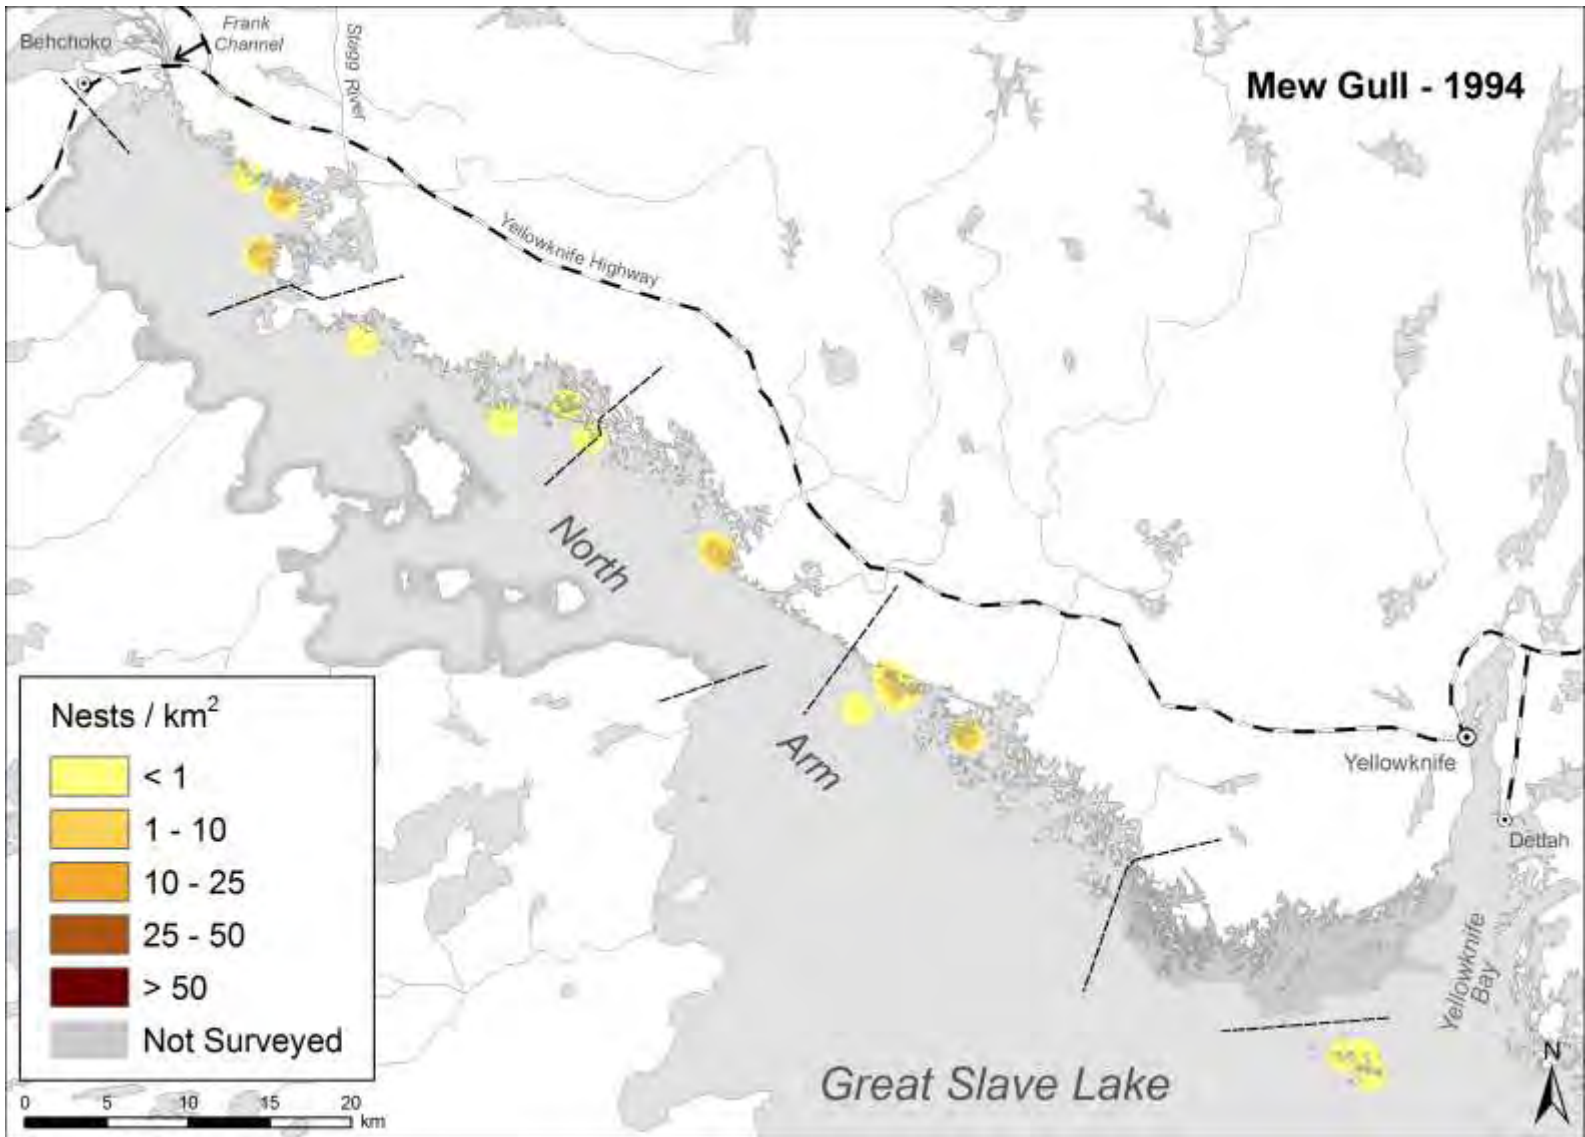 Behchoko
Frank
Channel
Stagg River
Mew Gull - 1994
Yellowknife Highway
North
Arm
Yellowknife
Dettah
Yellowknife
Bay
Great Slave Lake
N
Nests / km²
< 1
1 - 10
10 - 25
25 - 50
> 50
Not Surveyed
0 5 10 15 20
km